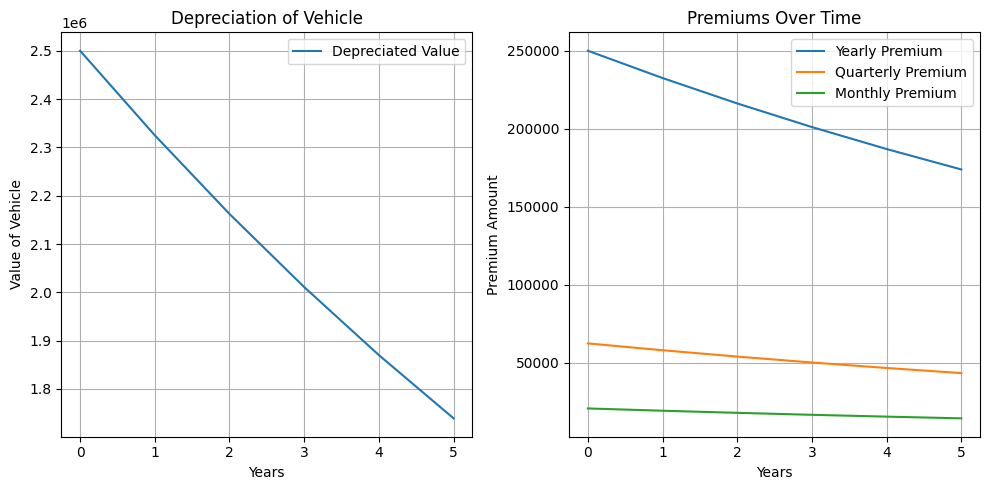 Depreciation of Vehicle
1e6
Depreciated Value
2.5
2.4
2.3
2.2
2.1
2.0
1.9
1.8
Value of Vehicle
0 1 2 3 4 5
Years
Premiums Over Time
Yearly Premium
Quarterly Premium
Monthly Premium
250000
200000
150000
100000
50000
Premium Amount
0 1 2 3 4 5
Years